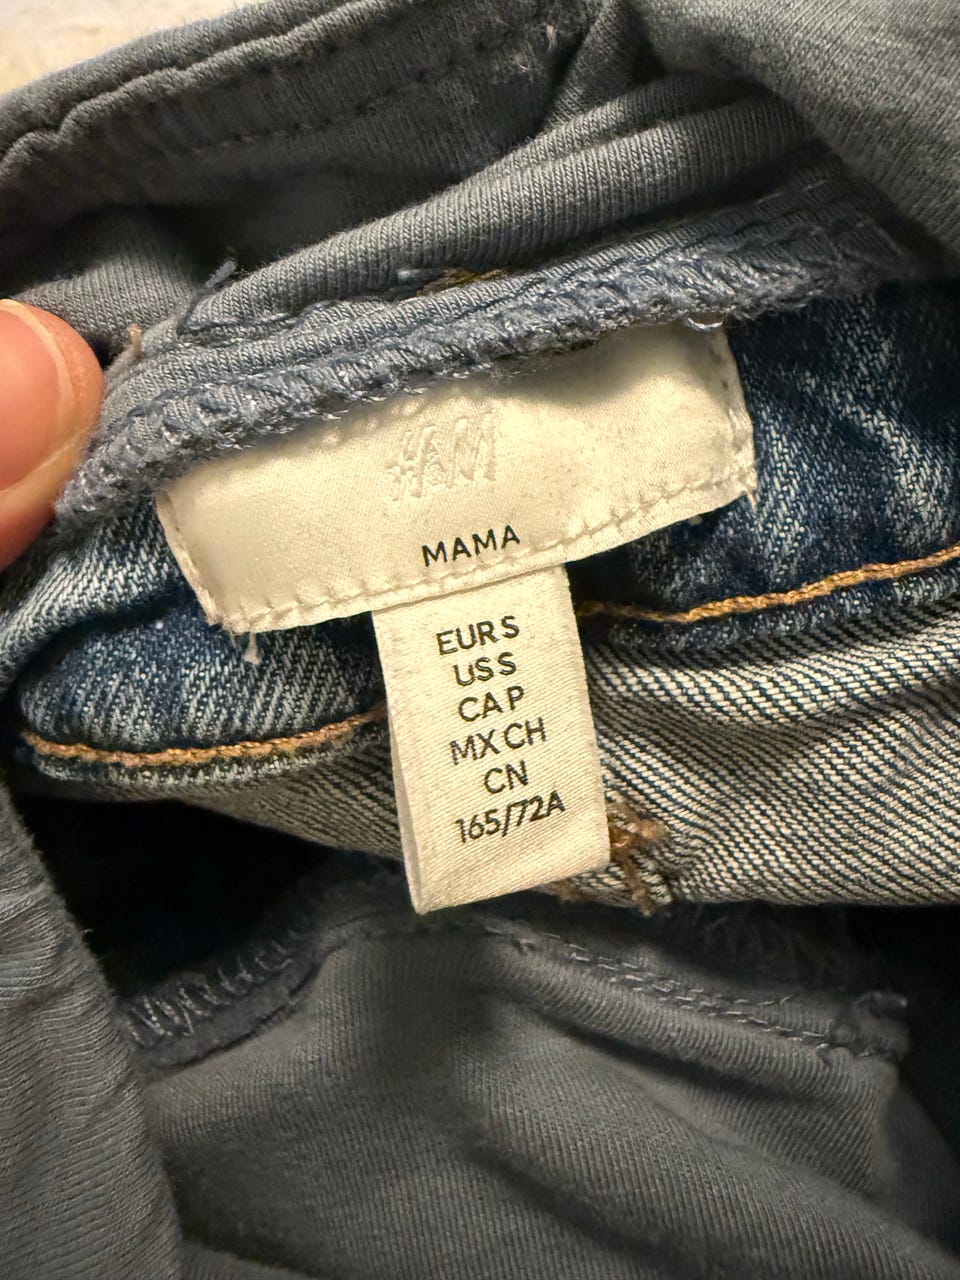 H&M
MAMA
EUR S
US S
CA P
MX CH
CN
165/72A